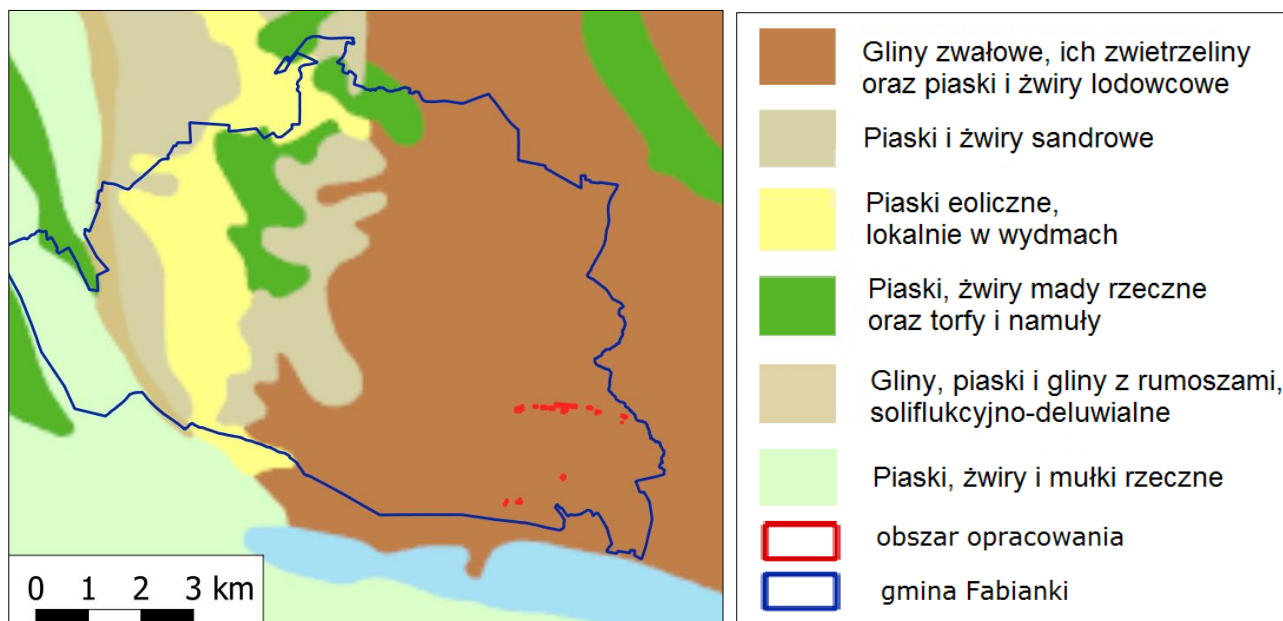 0 1 2 3 km
Gliny zwałowe, ich zwietrzeliny
oraz piaski i żwiry lodowcowe
Piaski i żwiry sandrowe
Piaski eoliczne,
lokalnie w wydmach
Piaski, żwiry mady rzeczne
oraz torfy i namuły
Gliny, piaski i gliny z rumoszami,
soliflukcyjno-deluwialne
Piaski, żwiry i mułki rzeczne
obszar opracowania
gmina Fabianki